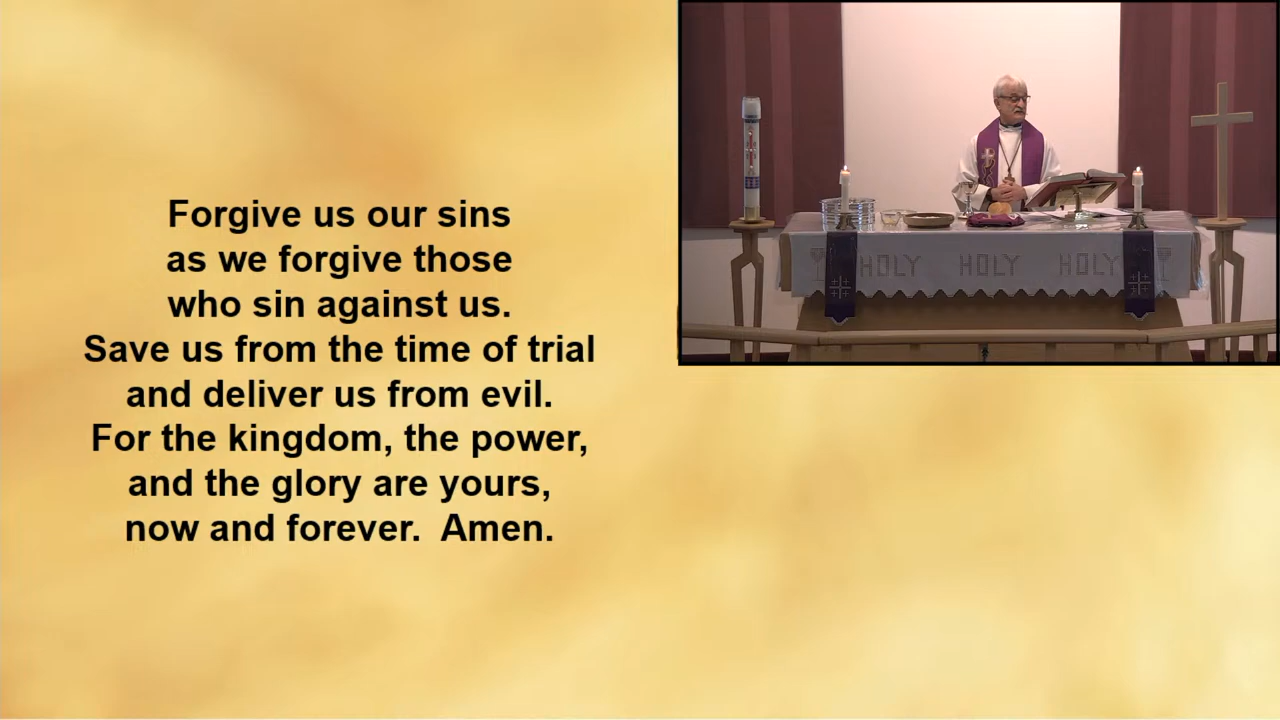 Forgive us our sins
as we forgive those
who sin against us.
Save us from the time of trial
and deliver us from evil.
For the kingdom, the power,
and the glory are yours,
now and forever.  Amen.
HOLY HOLY HOLY